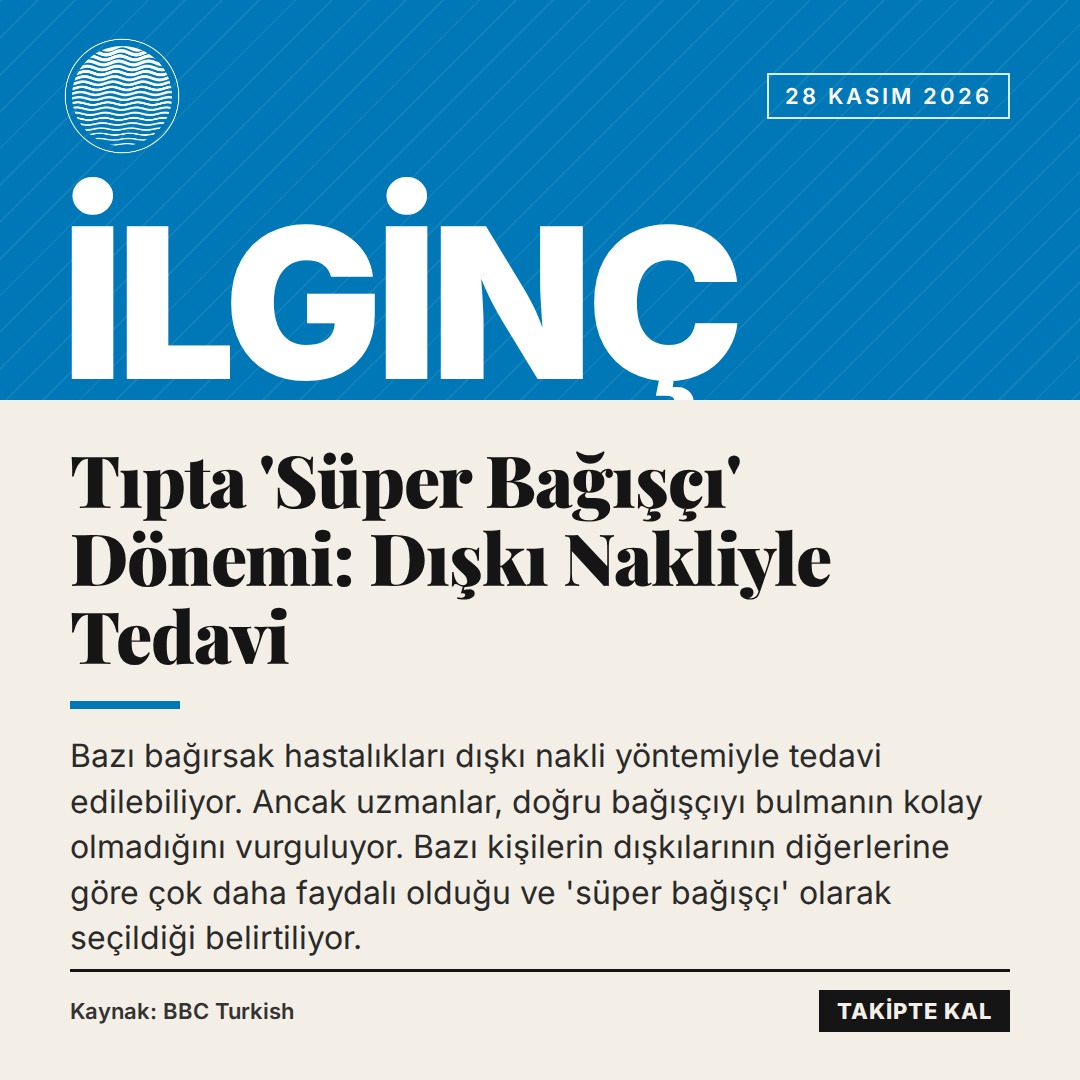 28 KASIM 2026
İLGİNÇ
Tıpta 'Süper Bağışçı'
Dönemi: Dışkı Nakliyle
Tedavi
Bazı bağırsak hastalıkları dışkı nakli yöntemiyle tedavi
edilebiliyor. Ancak uzmanlar, doğru bağışçıyı bulmanın kolay
olmadığını vurguluyor. Bazı kişilerin dışkılarının diğerlerine
göre çok daha faydalı olduğu ve 'süper bağışçı' olarak
seçildiği belirtiliyor.
Kaynak: BBC Turkish
TAKİPTE KAL